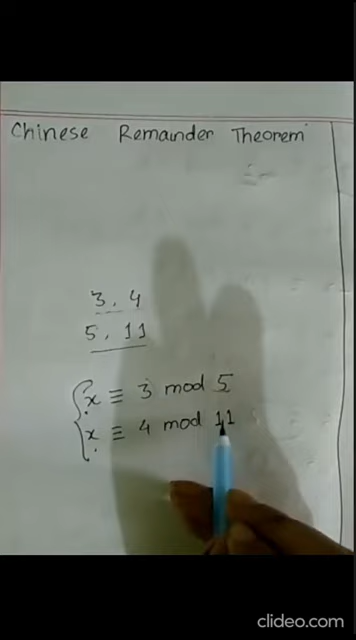 Chinese Remainder Theorem
3, 4
5, 11
x ≡ 3 mod 5
x ≡ 4 mod 11
clideo.com